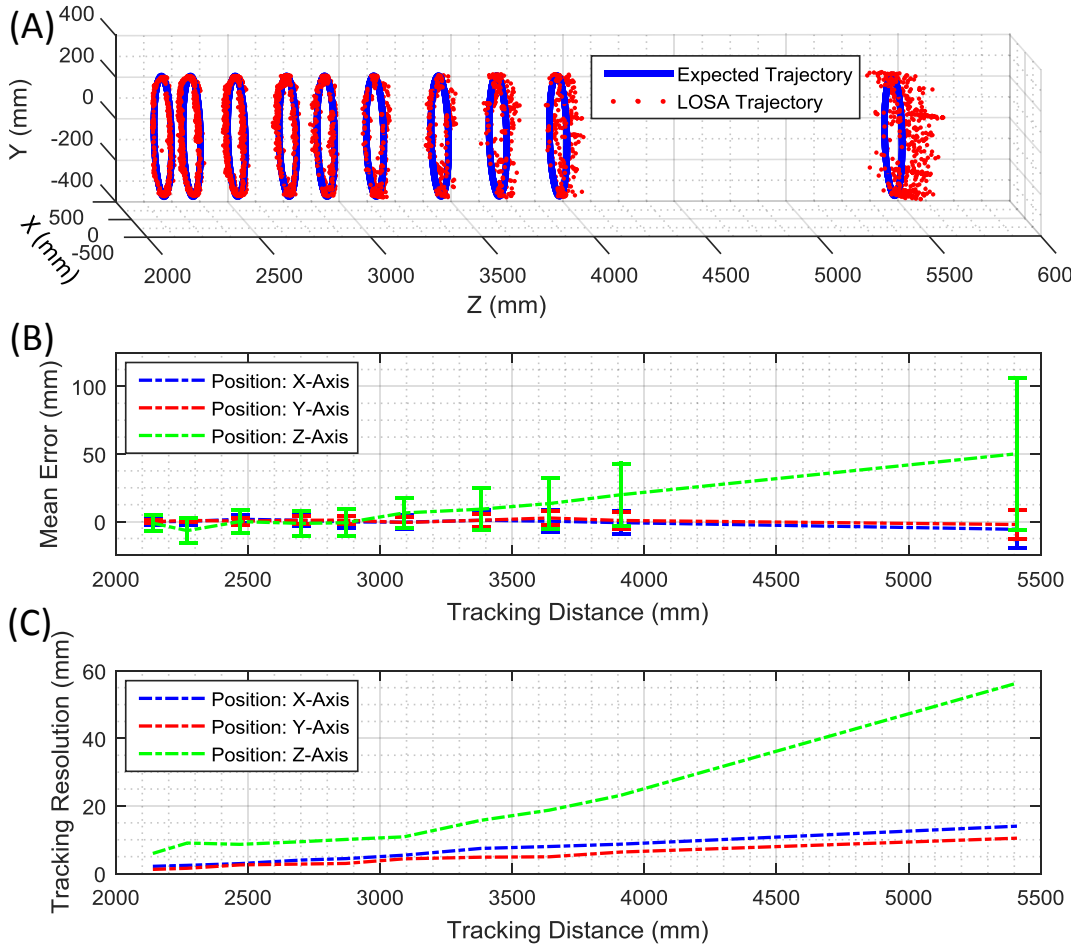 (A)
400
200
0
-200
-400
Y (mm)
500
0
-500
X (mm)
2000 2500 3000 3500 4000 4500 5000 5500 600
Z (mm)
Expected Trajectory
LOSA Trajectory
(B)
100
50
0
Mean Error (mm)
Position: X-Axis
Position: Y-Axis
Position: Z-Axis
2000 2500 3000 3500 4000 4500 5000 5500
Tracking Distance (mm)
(C)
60
40
20
0
Tracking Resolution (mm)
Position: X-Axis
Position: Y-Axis
Position: Z-Axis
2000 2500 3000 3500 4000 4500 5000 5500
Tracking Distance (mm)